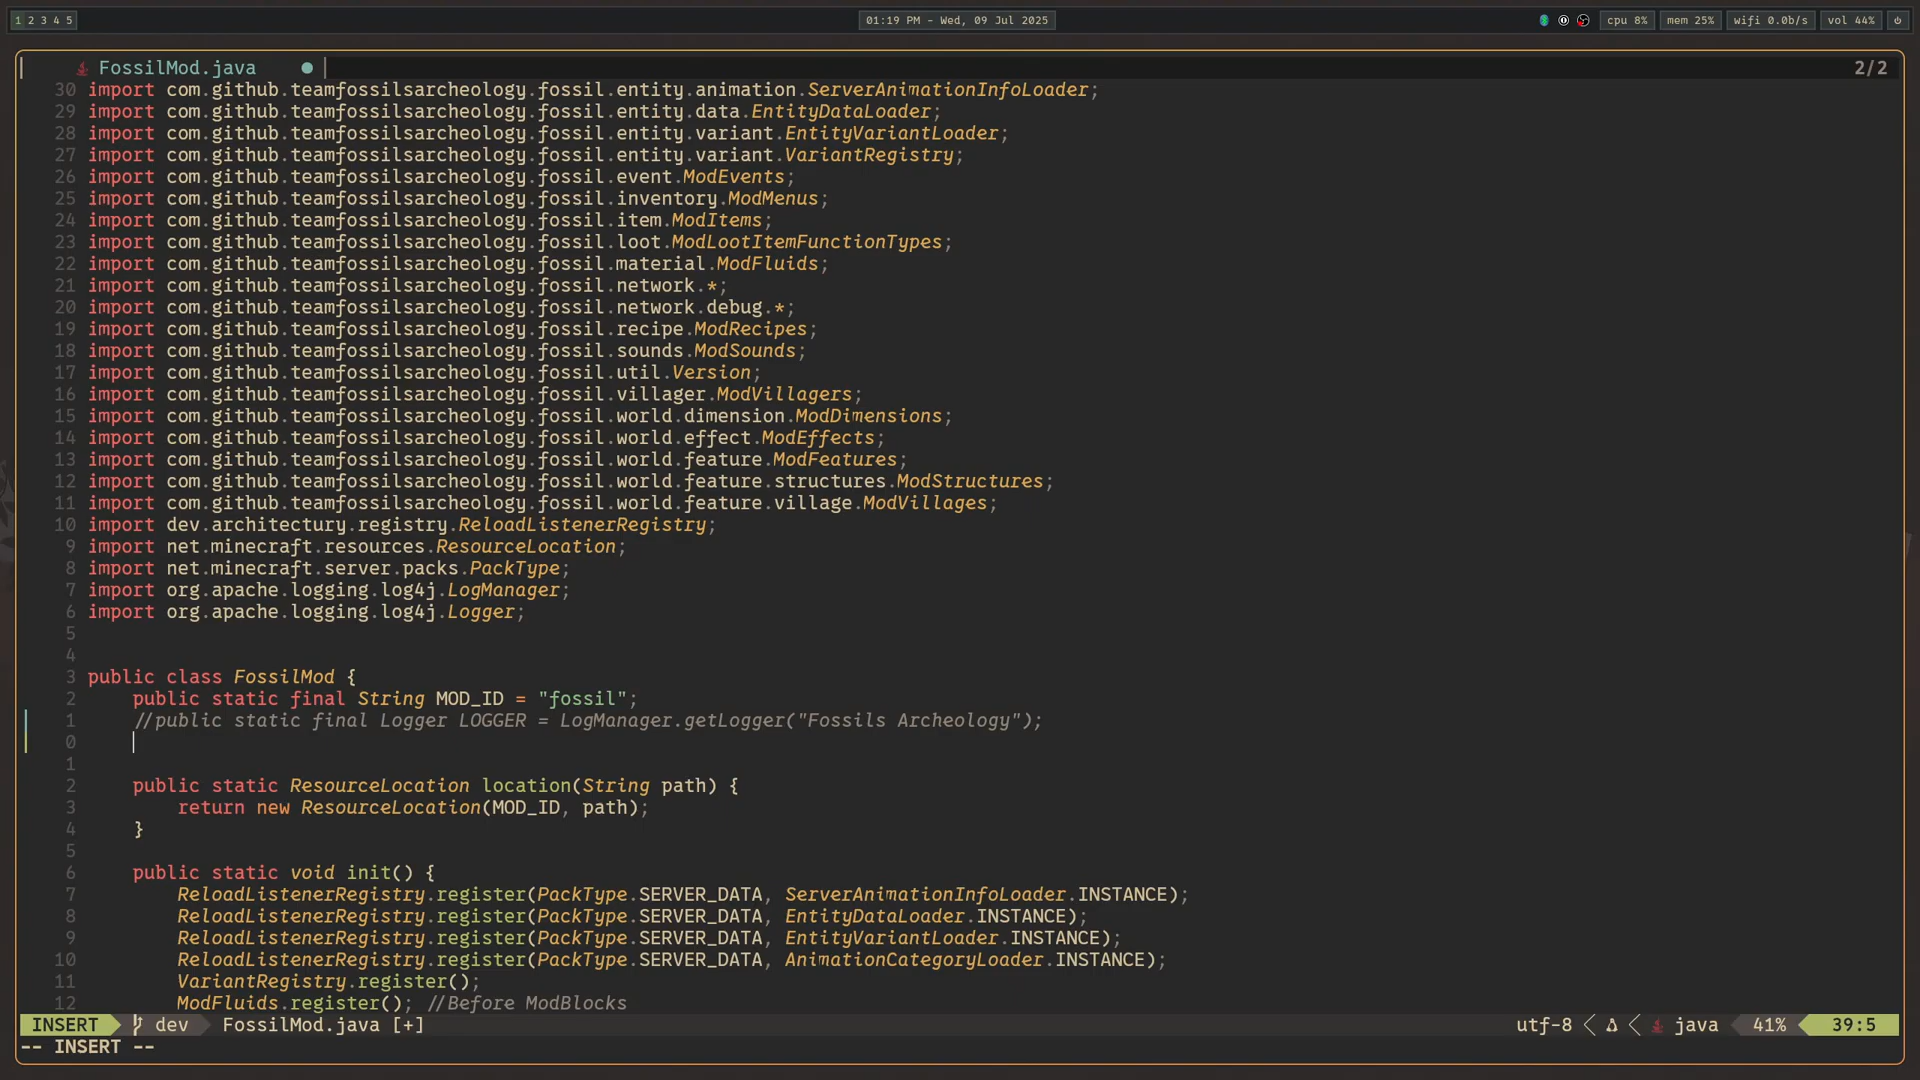 1 2 3 4 5
01:19 PM - Wed, 09 Jul 2025
cpu 8%
mem 25%
wifi 0.0b/s
vol 44%
FossilMod.java
2/2
30 import com.github.teamfossilsarcheology.fossil.entity.animation.ServerAnimationInfoLoader;
29 import com.github.teamfossilsarcheology.fossil.entity.data.EntityDataLoader;
28 import com.github.teamfossilsarcheology.fossil.entity.variant.EntityVariantLoader;
27 import com.github.teamfossilsarcheology.fossil.entity.variant.VariantRegistry;
26 import com.github.teamfossilsarcheology.fossil.event.ModEvents;
25 import com.github.teamfossilsarcheology.fossil.inventory.ModMenus;
24 import com.github.teamfossilsarcheology.fossil.item.ModItems;
23 import com.github.teamfossilsarcheology.fossil.loot.ModLootItemFunctionTypes;
22 import com.github.teamfossilsarcheology.fossil.material.ModFluids;
21 import com.github.teamfossilsarcheology.fossil.network.*;
20 import com.github.teamfossilsarcheology.fossil.network.debug.*;
19 import com.github.teamfossilsarcheology.fossil.recipe.ModRecipes;
18 import com.github.teamfossilsarcheology.fossil.sounds.ModSounds;
17 import com.github.teamfossilsarcheology.fossil.util.Version;
16 import com.github.teamfossilsarcheology.fossil.villager.ModVillagers;
15 import com.github.teamfossilsarcheology.fossil.world.dimension.ModDimensions;
14 import com.github.teamfossilsarcheology.fossil.world.effect.ModEffects;
13 import com.github.teamfossilsarcheology.fossil.world.feature.ModFeatures;
12 import com.github.teamfossilsarcheology.fossil.world.feature.structures.ModStructures;
11 import com.github.teamfossilsarcheology.fossil.world.feature.village.ModVillages;
10 import dev.architectury.registry.ReloadListenerRegistry;
9 import net.minecraft.resources.ResourceLocation;
8 import net.minecraft.server.packs.PackType;
7 import org.apache.logging.log4j.LogManager;
6 import org.apache.logging.log4j.Logger;
5
4
3 public class FossilMod {
2 public static final String MOD_ID = "fossil";
1 //public static final Logger LOGGER = LogManager.getLogger("Fossils Archeology");
0
1
2 public static ResourceLocation location(String path) {
3 return new ResourceLocation(MOD_ID, path);
4 }
5
6 public static void init() {
7 ReloadListenerRegistry.register(PackType.SERVER_DATA, ServerAnimationInfoLoader.INSTANCE);
8 ReloadListenerRegistry.register(PackType.SERVER_DATA, EntityDataLoader.INSTANCE);
9 ReloadListenerRegistry.register(PackType.SERVER_DATA, EntityVariantLoader.INSTANCE);
10 ReloadListenerRegistry.register(PackType.SERVER_DATA, AnimationCategoryLoader.INSTANCE);
11 VariantRegistry.register();
12 ModFluids.register(); //Before ModBlocks
INSERT dev FossilMod.java [+] utf-8 java 41% 39:5
-- INSERT --